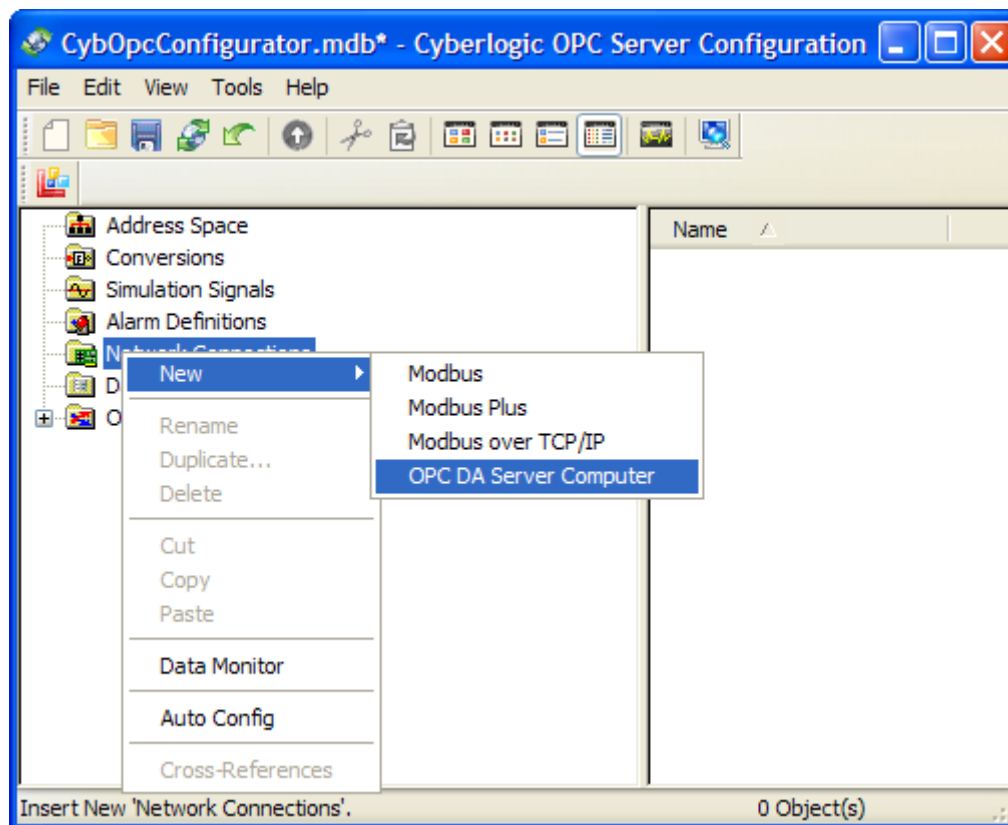 CybOpcConfigurator.mdb* - Cyberlogic OPC Server Configuration
File Edit View Tools Help
Address Space
Conversions
Simulation Signals
Alarm Definitions
Network Connections
D
O
Name
New
Rename
Duplicate...
Delete
Cut
Copy
Paste
Data Monitor
Auto Config
Cross-References
Modbus
Modbus Plus
Modbus over TCP/IP
OPC DA Server Computer
Insert New 'Network Connections'. 0 Object(s)